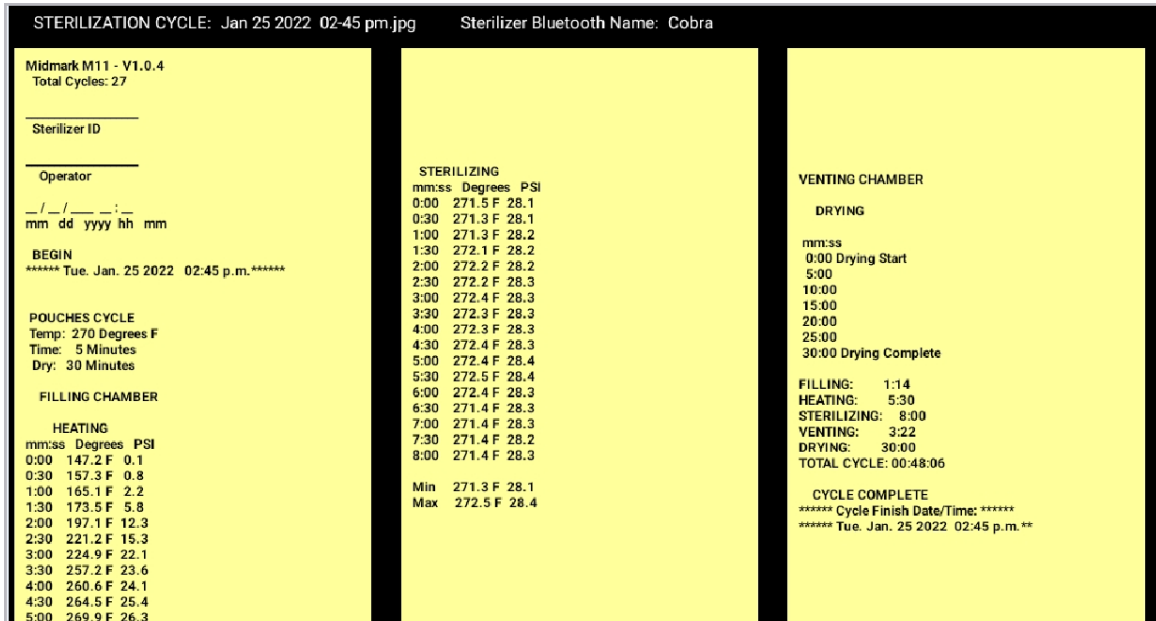 STERILIZATION CYCLE: Jan 25 2022 02-45 pm.jpg Sterilizer Bluetooth Name: Cobra
Midmark M11 - V1.0.4
Total Cycles: 27
Sterilizer ID
Operator
__ / __ / ____ __ : __
mm dd yyyy hh mm
BEGIN
****** Tue. Jan. 25 2022 02:45 p.m.******
POUCHES CYCLE
Temp: 270 Degrees F
Time: 5 Minutes
Dry: 30 Minutes
FILLING CHAMBER
HEATING
mm:ss Degrees PSI
0:00 147.2 F 0.1
0:30 157.3 F 0.8
1:00 165.1 F 2.2
1:30 173.5 F 5.8
2:00 197.1 F 12.3
2:30 221.2 F 15.3
3:00 224.9 F 22.1
3:30 257.2 F 23.6
4:00 260.6 F 24.1
4:30 264.5 F 25.4
5:00 269.9 F 26.3
STERILIZING
mm:ss Degrees PSI
0:00 271.5 F 28.1
0:30 271.3 F 28.1
1:00 271.3 F 28.2
1:30 272.1 F 28.2
2:00 272.2 F 28.2
2:30 272.2 F 28.3
3:00 272.4 F 28.3
3:30 272.3 F 28.3
4:00 272.3 F 28.3
4:30 272.4 F 28.3
5:00 272.4 F 28.4
5:30 272.5 F 28.4
6:00 272.4 F 28.3
6:30 271.4 F 28.3
7:00 271.4 F 28.3
7:30 271.4 F 28.2
8:00 271.4 F 28.3
Min 271.3 F 28.1
Max 272.5 F 28.4
VENTING CHAMBER
DRYING
mm:ss
0:00 Drying Start
5:00
10:00
15:00
20:00
25:00
30:00 Drying Complete
FILLING: 1:14
HEATING: 5:30
STERILIZING: 8:00
VENTING: 3:22
DRYING: 30:00
TOTAL CYCLE: 00:48:06
CYCLE COMPLETE
****** Cycle Finish Date/Time: ******
****** Tue. Jan. 25 2022 02:45 p.m.**